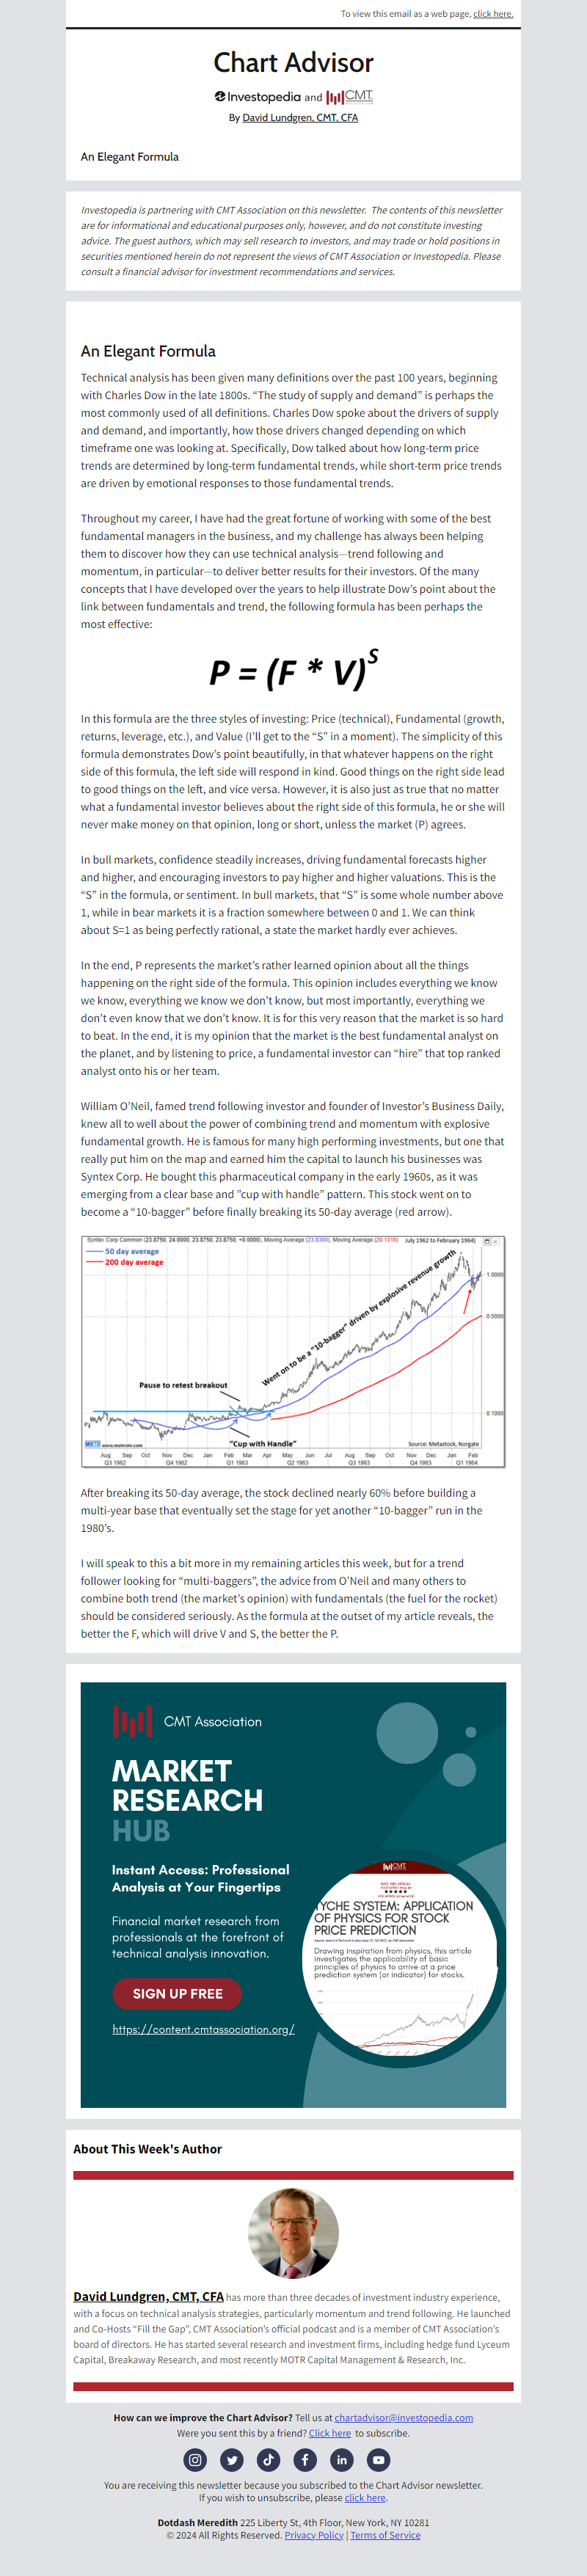 To view this email as a web page, click here.
Chart Advisor
Investopedia and CMT
By David Lundgren, CMT, CFA
An Elegant Formula
Investopedia is partnering with CMT Association on this newsletter. The contents of this newsletter
are for informational and educational purposes only, however, and do not constitute investing
advice. The guest authors, which may sell research to investors, and may trade or hold positions in
securities mentioned herein do not represent the views of CMT Association or Investopedia. Please
consult a financial advisor for investment recommendations and services.
An Elegant Formula
Technical analysis has been given many definitions over the past 100 years, beginning
with Charles Dow in the late 1800s. “The study of supply and demand” is perhaps the
most commonly used of all definitions. Charles Dow spoke about the drivers of supply
and demand, and importantly, how those drivers changed depending on which
timeframe one was looking at. Specifically, Dow talked about how long-term price
trends are determined by long-term fundamental trends, while short-term price trends
are driven by emotional responses to those fundamental trends.
Throughout my career, I have had the great fortune of working with some of the best
fundamental managers in the business, and my challenge has always been helping
them to discover how they can use technical analysis—trend following and
momentum, in particular—to deliver better results for their investors. Of the many
concepts that I have developed over the years to help illustrate Dow’s point about the
link between fundamentals and trend, the following formula has been perhaps the
most effective:
P = (F * V)^S
In this formula are the three styles of investing: Price (technical), Fundamental (growth,
returns, leverage, etc.), and Value (I’ll get to the “S” in a moment). The simplicity of this
formula demonstrates Dow’s point beautifully, in that whatever happens on the right
side of this formula, the left side will respond in kind. Good things on the right side lead
to good things on the left, and vice versa. However, it is also just as true that no matter
what a fundamental investor believes about the right side of this formula, he or she will
never make money on that opinion, long or short, unless the market (P) agrees.
In bull markets, confidence steadily increases, driving fundamental forecasts higher
and higher, and encouraging investors to pay higher and higher valuations. This is the
“S” in the formula, or sentiment. In bull markets, that “S” is some whole number above
1, while in bear markets it is a fraction somewhere between 0 and 1. We can think
about S=1 as being perfectly rational, a state the market hardly ever achieves.
In the end, P represents the market’s rather learned opinion about all the things
happening on the right side of the formula. This opinion includes everything we know
we know, everything we know we don’t know, but most importantly, everything we
don’t even know that we don’t know. It is for this very reason that the market is so hard
to beat. In the end, it is my opinion that the market is the best fundamental analyst on
the planet, and by listening to price, a fundamental investor can “hire” that top ranked
analyst onto his or her team.
William O’Neil, famed trend following investor and founder of Investor’s Business Daily,
knew all to well about the power of combining trend and momentum with explosive
fundamental growth. He is famous for many high performing investments, but one that
really put him on the map and earned him the capital to launch his businesses was
Syntex Corp. He bought this pharmaceutical company in the early 1960s, as it was
emerging from a clear base and ”cup with handle” pattern. This stock went on to
become a “10-bagger” before finally breaking its 50-day average (red arrow).
Syntex Corp Common (23.8750, 24.0000, 23.8750, 23.8750, +0.0000), Moving Average (23.8300), Moving Average (20.1316) July 1962 to February 1964)
50 day average
200 day average
Went on to be a "10-bagger" driven by explosive revenue growth
1.0000
0.5000
Pause to retest breakout
0.1000
"Cup with Handle"
MOTR www.motrinc.com
Source: Metastock, Norgate
Aug Sep Oct Nov Dec Jan Feb Mar Apr May Jun Jul Aug Sep Oct Nov Dec Jan Feb
Q3 1962 Q4 1962 Q1 1963 Q2 1963 Q3 1963 Q4 1963 Q1 1964
After breaking its 50-day average, the stock declined nearly 60% before building a
multi-year base that eventually set the stage for yet another “10-bagger” run in the
1980’s.
I will speak to this a bit more in my remaining articles this week, but for a trend
follower looking for “multi-baggers”, the advice from O’Neil and many others to
combine both trend (the market’s opinion) with fundamentals (the fuel for the rocket)
should be considered seriously. As the formula at the outset of my article reveals, the
better the F, which will drive V and S, the better the P.
CMT Association
MARKET
RESEARCH
HUB
Instant Access: Professional
Analysis at Your Fingertips
Financial market research from
professionals at the forefront of
technical analysis innovation.
SIGN UP FREE
https://content.cmtassociation.org/
CMT
TYCHE SYSTEM: APPLICATION
OF PHYSICS FOR STOCK
PRICE PREDICTION
Drawing inspiration from physics, this article
investigates the applicability of basic
principles of physics to arrive at a price
prediction system (or indicator) for stocks.
About This Week's Author
David Lundgren, CMT, CFA has more than three decades of investment industry experience,
with a focus on technical analysis strategies, particularly momentum and trend following. He launched
and Co-Hosts “Fill the Gap”, CMT Association’s official podcast and is a member of CMT Association’s
board of directors. He has started several research and investment firms, including hedge fund Lyceum
Capital, Breakaway Research, and most recently MOTR Capital Management & Research, Inc.
How can we improve the Chart Advisor? Tell us at chartadvisor@investopedia.com
Were you sent this by a friend? Click here to subscribe.
You are receiving this newsletter because you subscribed to the Chart Advisor newsletter.
If you wish to unsubscribe, please click here.
Dotdash Meredith 225 Liberty St, 4th Floor, New York, NY 10281
© 2024 All Rights Reserved. Privacy Policy | Terms of Service